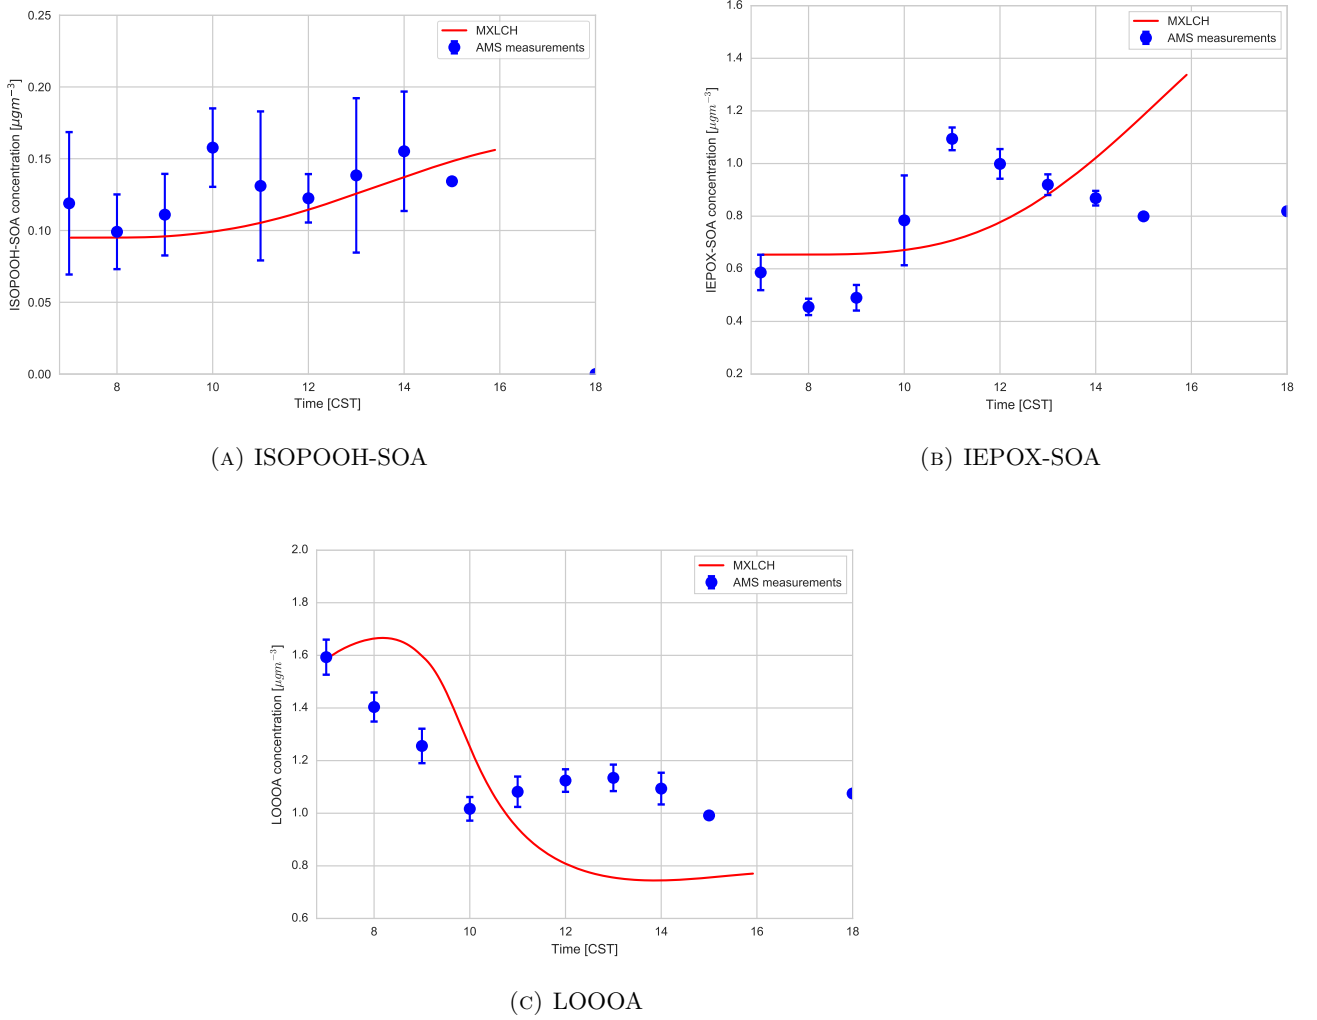 0.25
0.20
0.15
0.10
0.05
0.00
8 10 12 14 16 18
Time [CST]
ISOPOOH-SOA concentration [μgm⁻³]
MXLCH
AMS measurements
(A) ISOPOOH-SOA
1.6
1.4
1.2
1.0
0.8
0.6
0.4
0.2
8 10 12 14 16 18
Time [CST]
IEPOX-SOA concentration [μgm⁻³]
MXLCH
AMS measurements
(B) IEPOX-SOA
2.0
1.8
1.6
1.4
1.2
1.0
0.8
0.6
8 10 12 14 16 18
Time [CST]
LOOOA concentration [μgm⁻³]
MXLCH
AMS measurements
(C) LOOOA